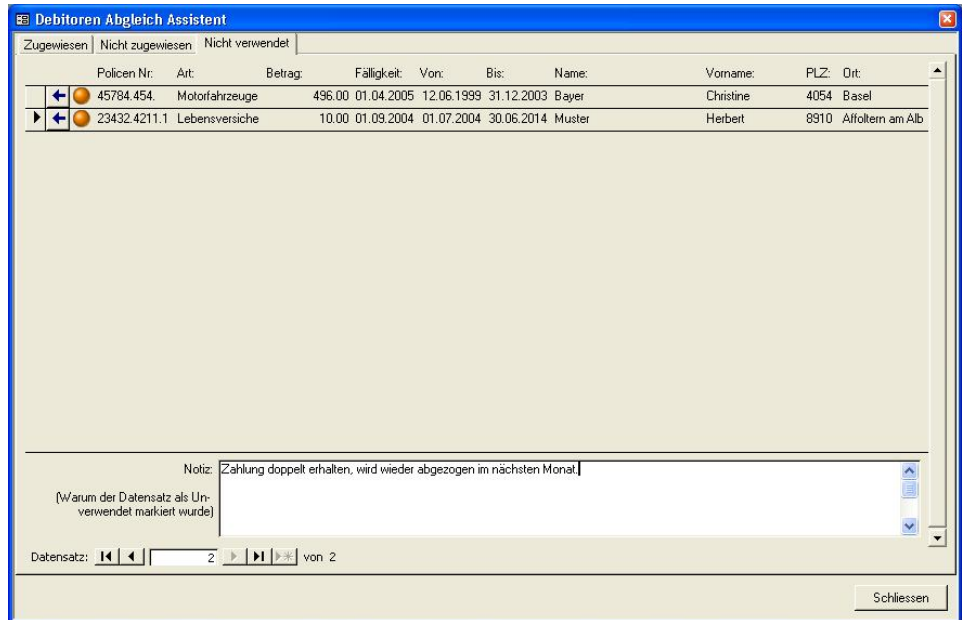 Debitoren Abgleich Assistent
Zugewiesen Nicht zugewiesen Nicht verwendet
Policen Nr: Art: Betrag: Fälligkeit: Von: Bis: Name: Vorname: PLZ: Ort:
45784.454. Motorfahrzeuge 496.00 01.04.2005 12.06.1999 31.12.2003 Bayer Christine 4054 Basel
23432.4211.1 Lebensversiche 10.00 01.09.2004 01.07.2004 30.06.2014 Muster Herbert 8910 Affoltern am Alb
Notiz: Zahlung doppelt erhalten, wird wieder abgezogen im nächsten Monat.
(Warum der Datensatz als Un-
verwendet markiert wurde)
Datensatz: 2 von 2
Schliessen